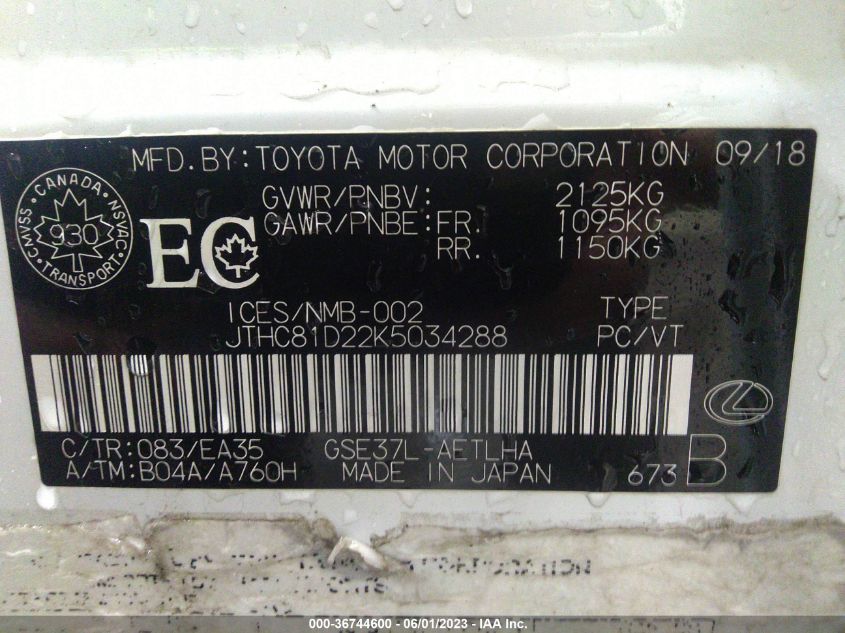 MFD.BY:TOYOTA MOTOR CORPORATION 09/18
GVWR/PNBV: 2125KG
GAWR/PNBE:FR. 1095KG
RR. 1150KG
CANADA
CMVSS 930 NSVAC
TRANSPORT
EC
ICES/NMB-002 TYPE
JTHC81D22K5034288 PC/VT
C/TR:083/EA35 GSE37L-AETLHA
A/TM:B04A/A760H MADE IN JAPAN 673 B
000-36744600 - 06/01/2023 - IAA Inc.